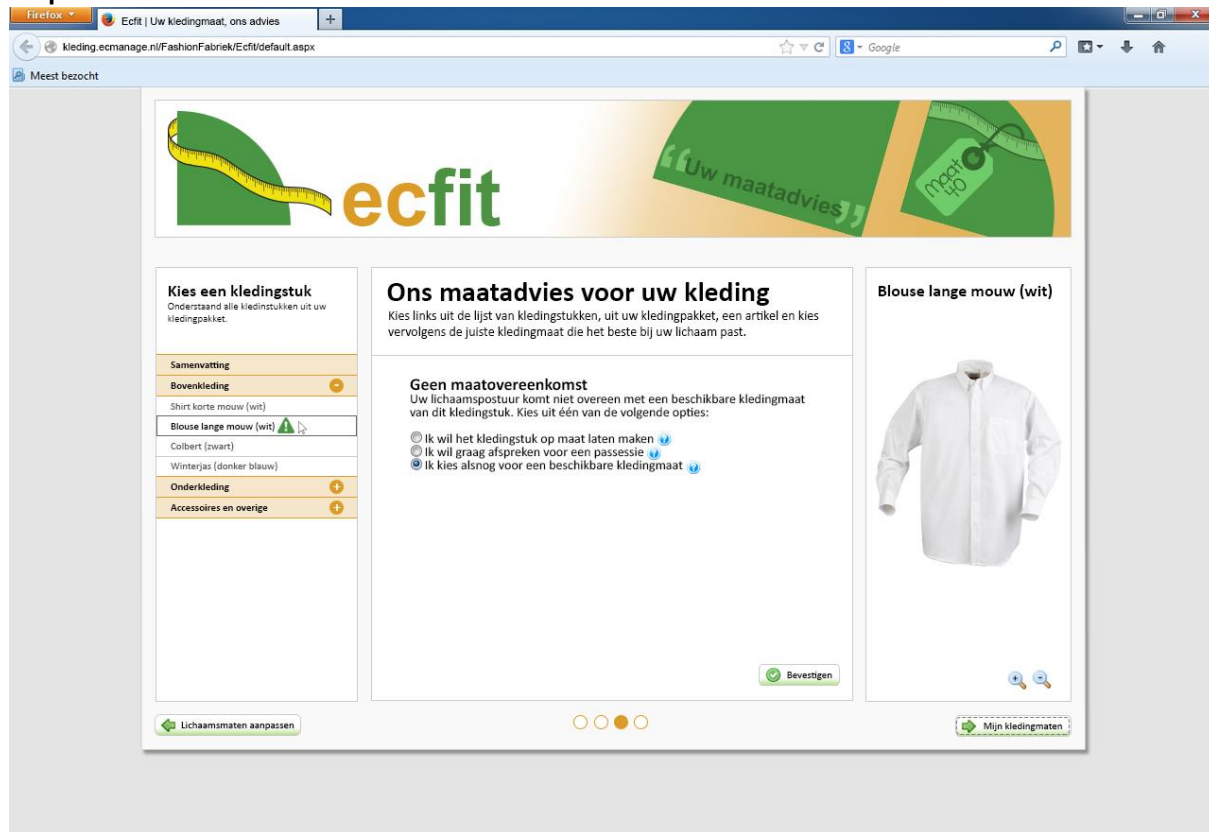 Firefox
Ecfit | Uw kledingmaat, ons advies
kleding.ecmanage.nl/FashionFabriek/Ecfit/default.aspx
Google
Meest bezocht
ecfit
“Uw maatadvies”
maat 40
Kies een kledingstuk
Onderstaand alle kledinstukken uit uw
kledingpakket.
Samenvatting
Bovenkleding
Shirt korte mouw (wit)
Blouse lange mouw (wit)
Colbert (zwart)
Winterjas (donker blauw)
Onderkleding
Accessoires en overige
Ons maatadvies voor uw kleding
Kies links uit de lijst van kledingstukken, uit uw kledingpakket, een artikel en kies
vervolgens de juiste kledingmaat die het beste bij uw lichaam past.
Geen maatovereenkomst
Uw lichaamspostuur komt niet overeen met een beschikbare kledingmaat
van dit kledingstuk. Kies uit één van de volgende opties:
Ik wil het kledingstuk op maat laten maken
Ik wil graag afspreken voor een passessie
Ik kies alsnog voor een beschikbare kledingmaat
Bevestigen
Blouse lange mouw (wit)
Lichaamsmaten aanpassen
Mijn kledingmaten